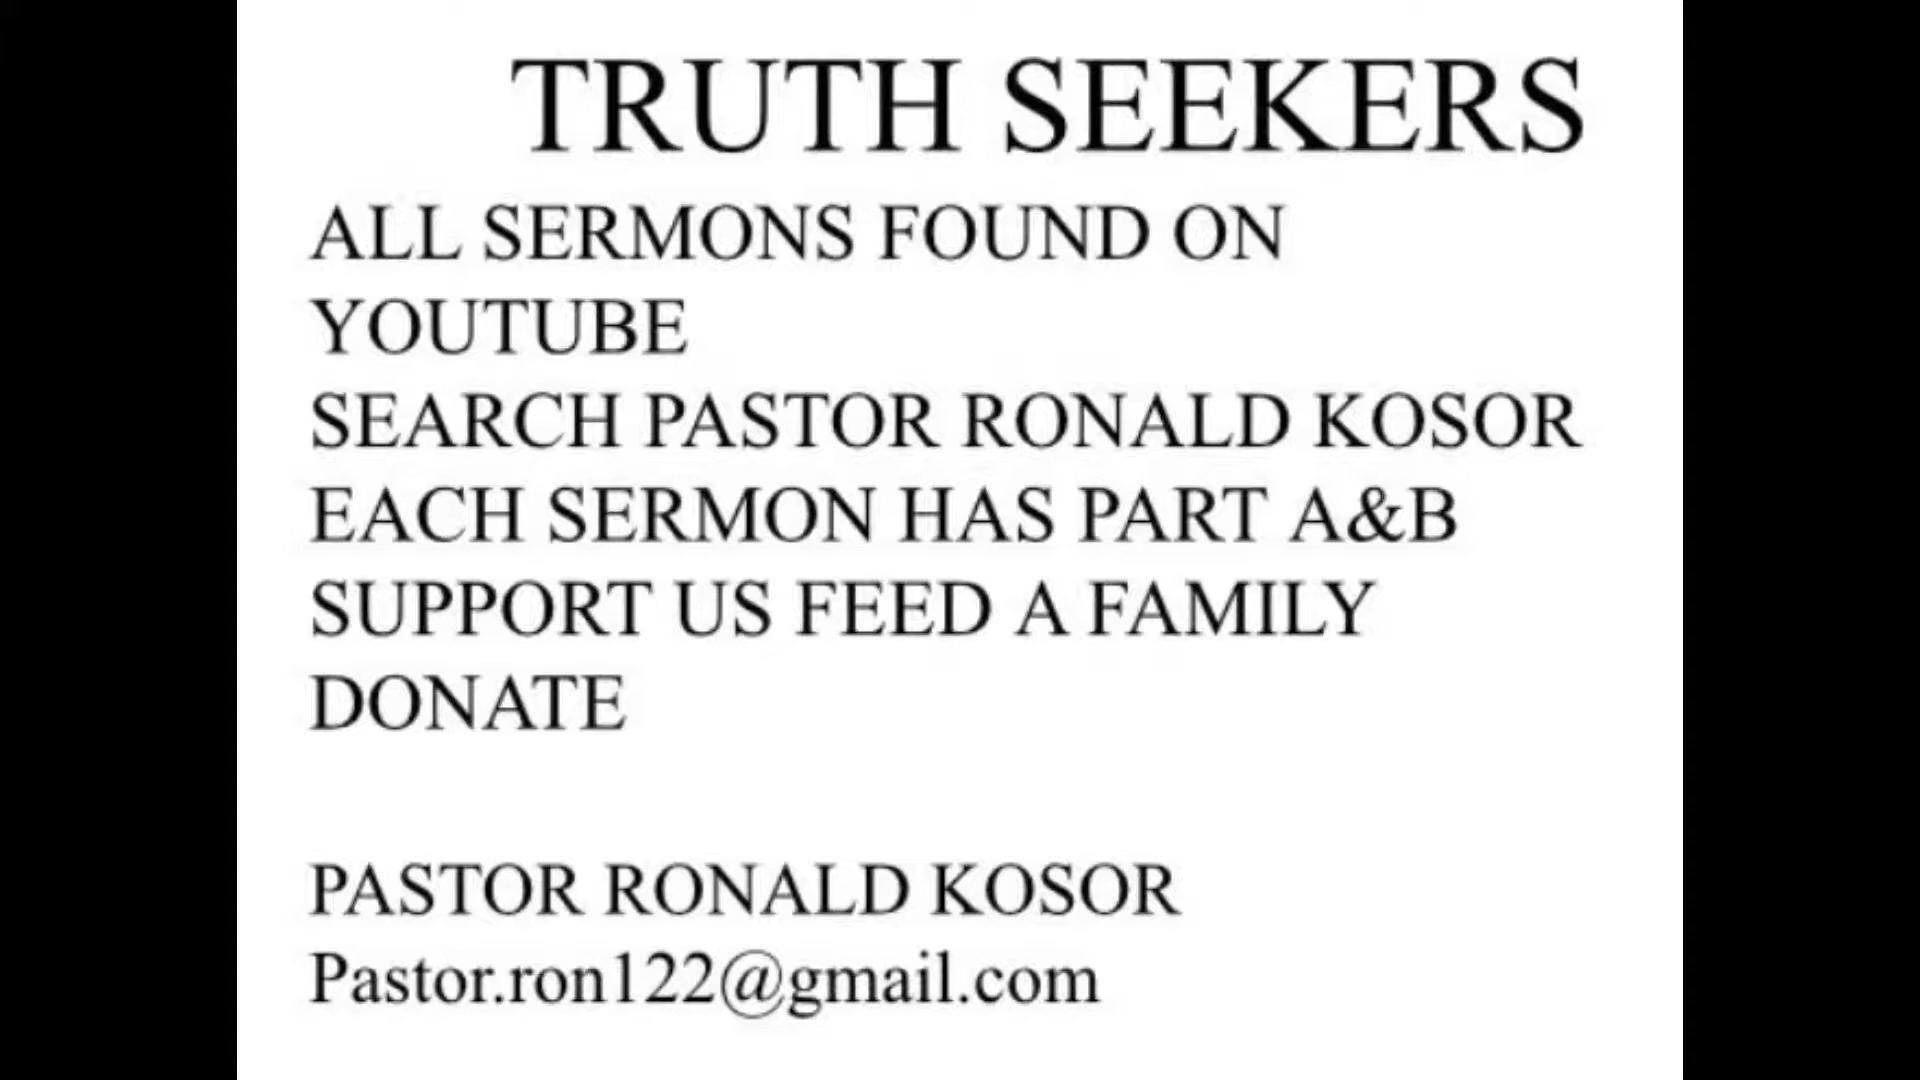 TRUTH SEEKERS
ALL SERMONS FOUND ON
YOUTUBE
SEARCH PASTOR RONALD KOSOR
EACH SERMON HAS PART A&B
SUPPORT US FEED A FAMILY
DONATE
PASTOR RONALD KOSOR
Pastor.ron122@gmail.com